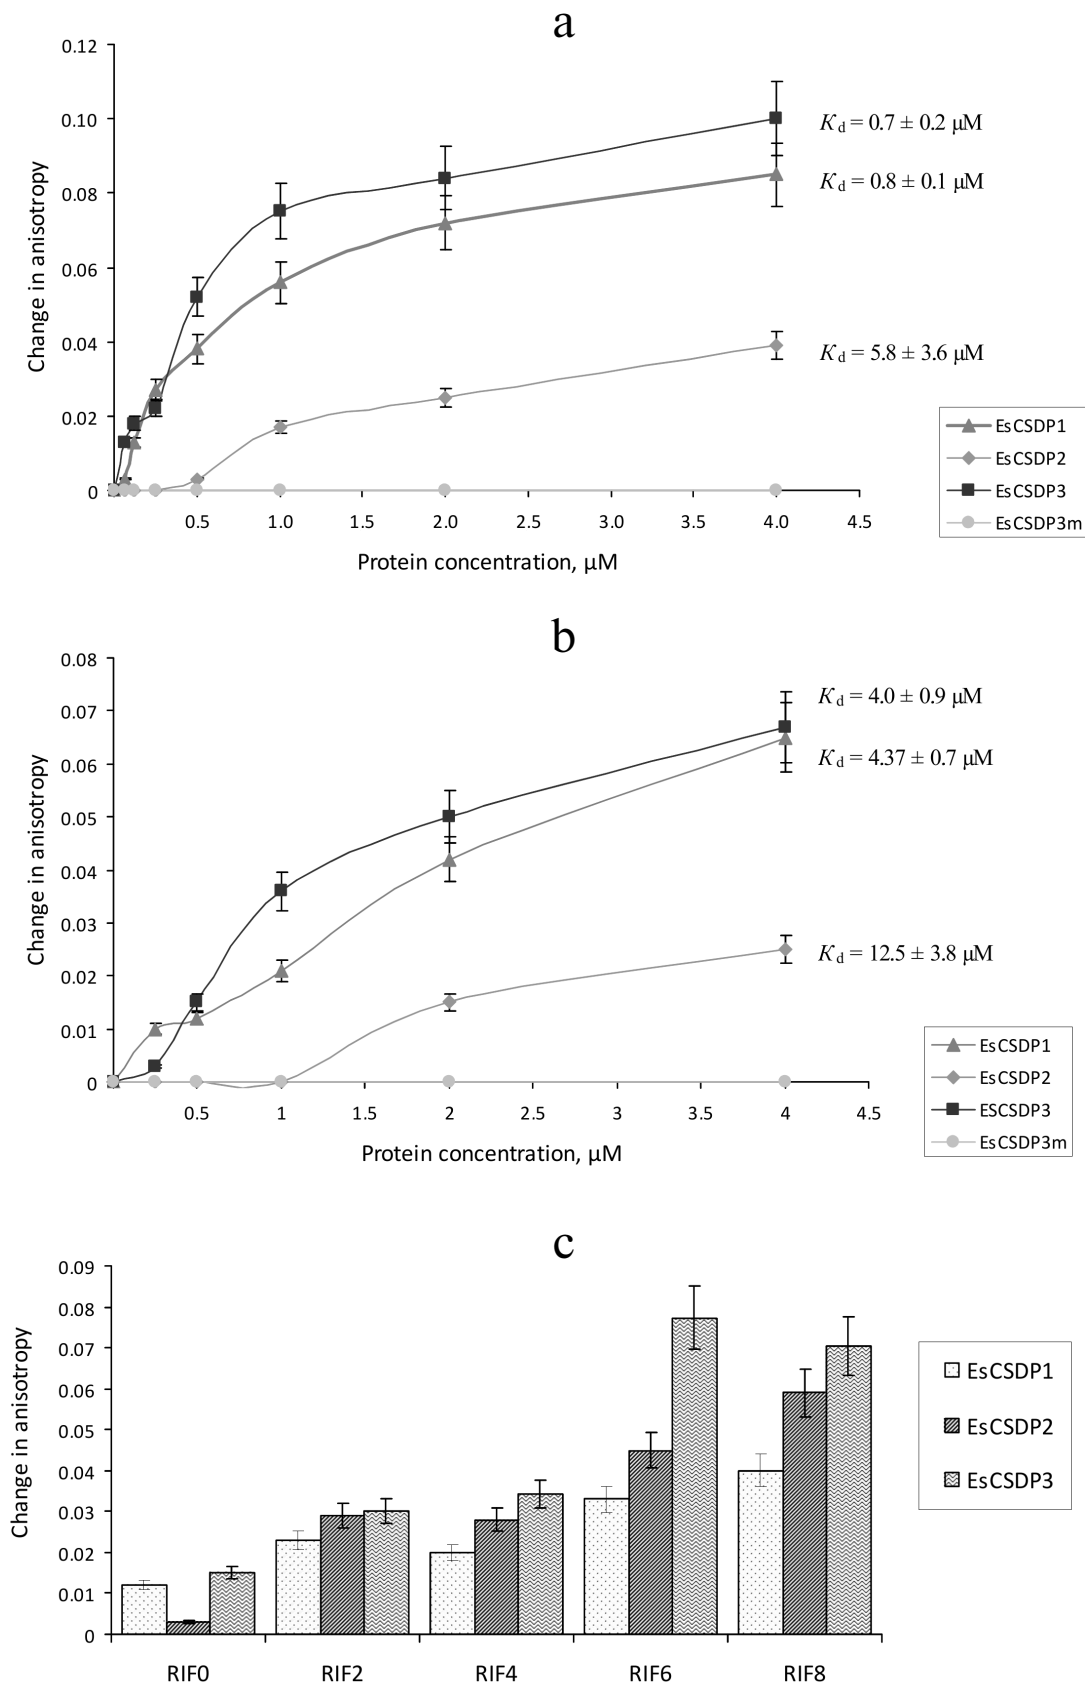 a
0.12
0.10
0.08
0.06
0.04
0.02
0
Change in anisotropy
Kd = 0.7 ± 0.2 µM
Kd = 0.8 ± 0.1 µM
Kd = 5.8 ± 3.6 µM
EsCSDP1
EsCSDP2
EsCSDP3
EsCSDP3m
0.5 1.0 1.5 2.0 2.5 3.0 3.5 4.0 4.5
Protein concentration, µM
b
0.08
0.07
0.06
0.05
0.04
0.03
0.02
0.01
0
Change in anisotropy
Kd = 4.0 ± 0.9 µM
Kd = 4.37 ± 0.7 µM
Kd = 12.5 ± 3.8 µM
EsCSDP1
EsCSDP2
ESCSDP3
EsCSDP3m
0.5 1 1.5 2 2.5 3 3.5 4 4.5
Protein concentration, µM
c
0.09
0.08
0.07
0.06
0.05
0.04
0.03
0.02
0.01
0
Change in anisotropy
EsCSDP1
EsCSDP2
EsCSDP3
RIF0 RIF2 RIF4 RIF6 RIF8